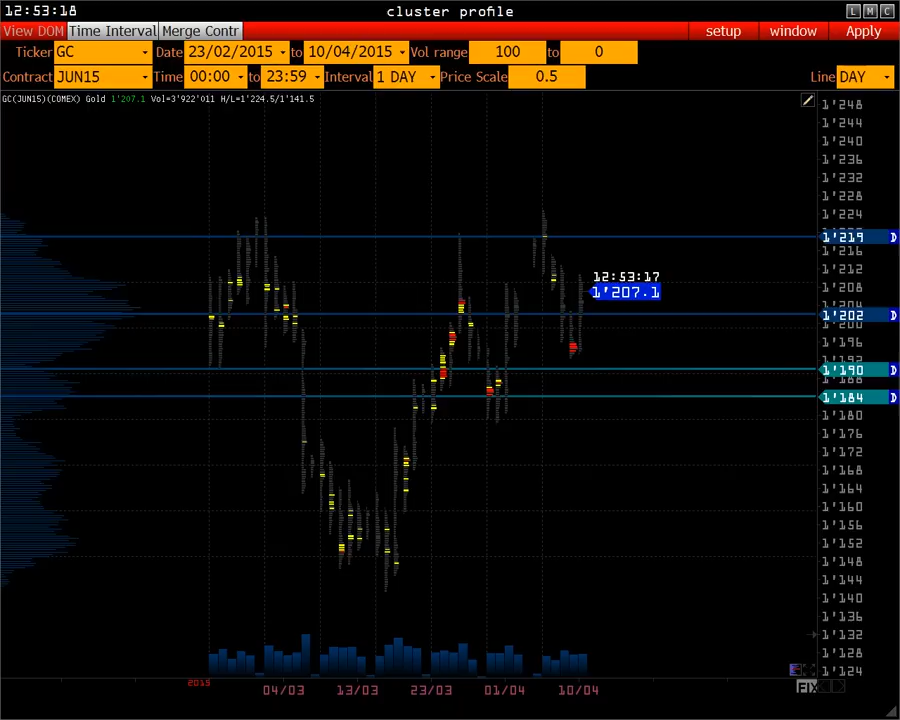 12:53:18 cluster profile L M C
View DOM Time Interval Merge Contr setup window Apply
Ticker GC Date 23/02/2015 to 10/04/2015 Vol range 100 to 0
Contract JUN15 Time 00:00 to 23:59 Interval 1 DAY Price Scale 0.5 Line DAY
GC(JUN15)(COMEX) Gold 1'207.1 Vol=3'922'011 H/L=1'224.5/1'141.5
1'248
1'244
1'240
1'236
1'232
1'228
1'224
1'219 D
1'216
1'212
12:53:17
1'208
1'207.1
1'204
1'202 D
1'200
1'196
1'192
1'190 D
1'188
1'184 D
1'180
1'176
1'172
1'168
1'164
1'160
1'156
1'152
1'148
1'144
1'140
1'136
1'132
1'128
1'124
2015 04/03 13/03 23/03 01/04 10/04
FIX